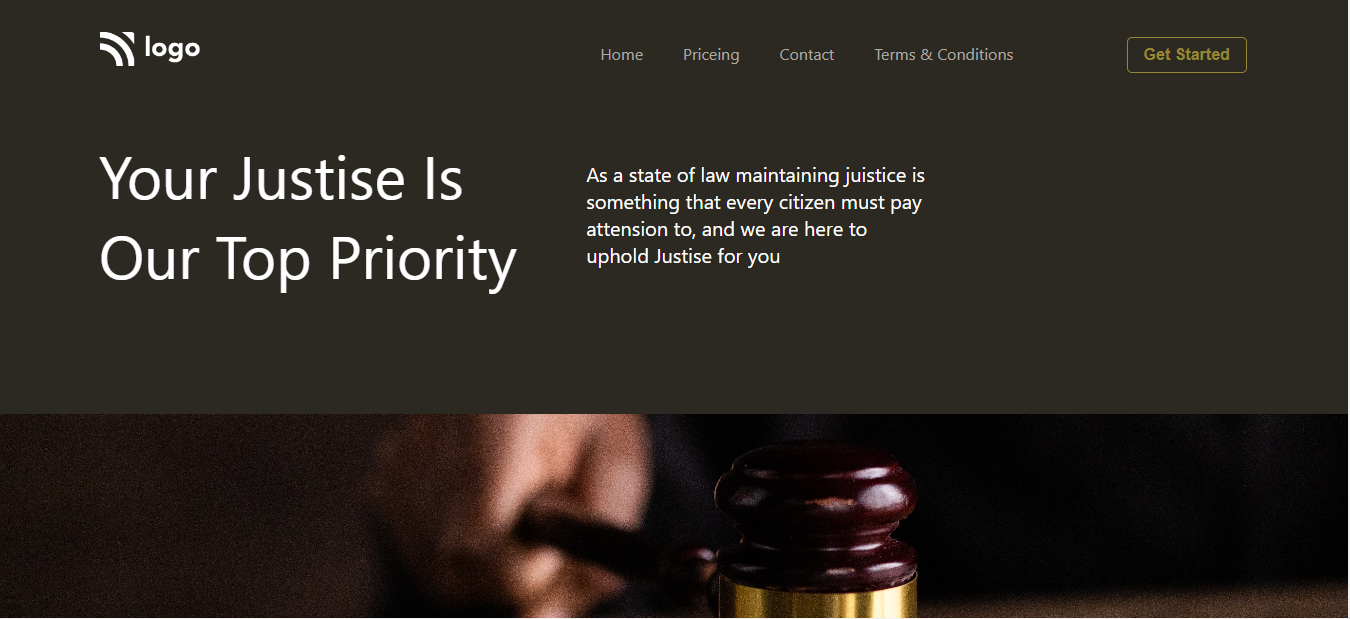 logo
Home
Priceing
Contact
Terms & Conditions
Get Started
Your Justise Is
Our Top Priority
As a state of law maintaining juistice is
something that every citizen must pay
attension to, and we are here to
uphold Justise for you